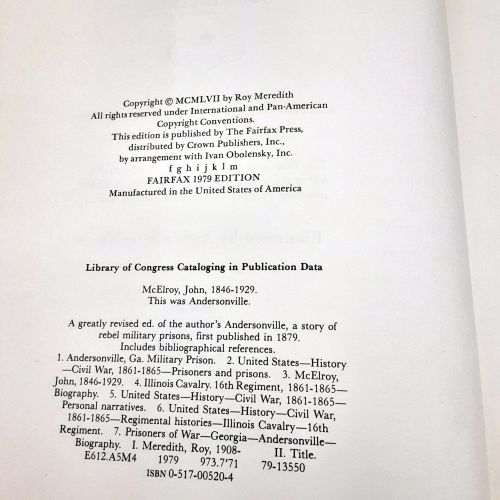 Copyright © MCMLVII by Roy Meredith
All rights reserved under International and Pan-American
Copyright Conventions.
This edition is published by The Fairfax Press,
distributed by Crown Publishers, Inc.,
by arrangement with Ivan Obolensky, Inc.
f g h i j k l m
FAIRFAX 1979 EDITION
Manufactured in the United States of America
Library of Congress Cataloging in Publication Data
McElroy, John, 1846-1929.
This was Andersonville.
A greatly revised ed. of the author's Andersonville, a story of
rebel military prisons, first published in 1879.
Includes bibliographical references.
1. Andersonville, Ga. Military Prison. 2. United States—History
—Civil War, 1861-1865—Prisoners and prisons. 3. McElroy,
John, 1846-1929. 4. Illinois Cavalry. 16th Regiment, 1861-1865—
Biography. 5. United States—History—Civil War, 1861-1865—
Personal narratives. 6. United States—History—Civil War,
1861-1865—Regimental histories—Illinois Cavalry—16th
Regiment. 7. Prisoners of War—Georgia—Andersonville—
Biography. I. Meredith, Roy, 1908- II. Title.
E612.A5M4 1979 973.7'71 79-13550
ISBN 0-517-00520-4